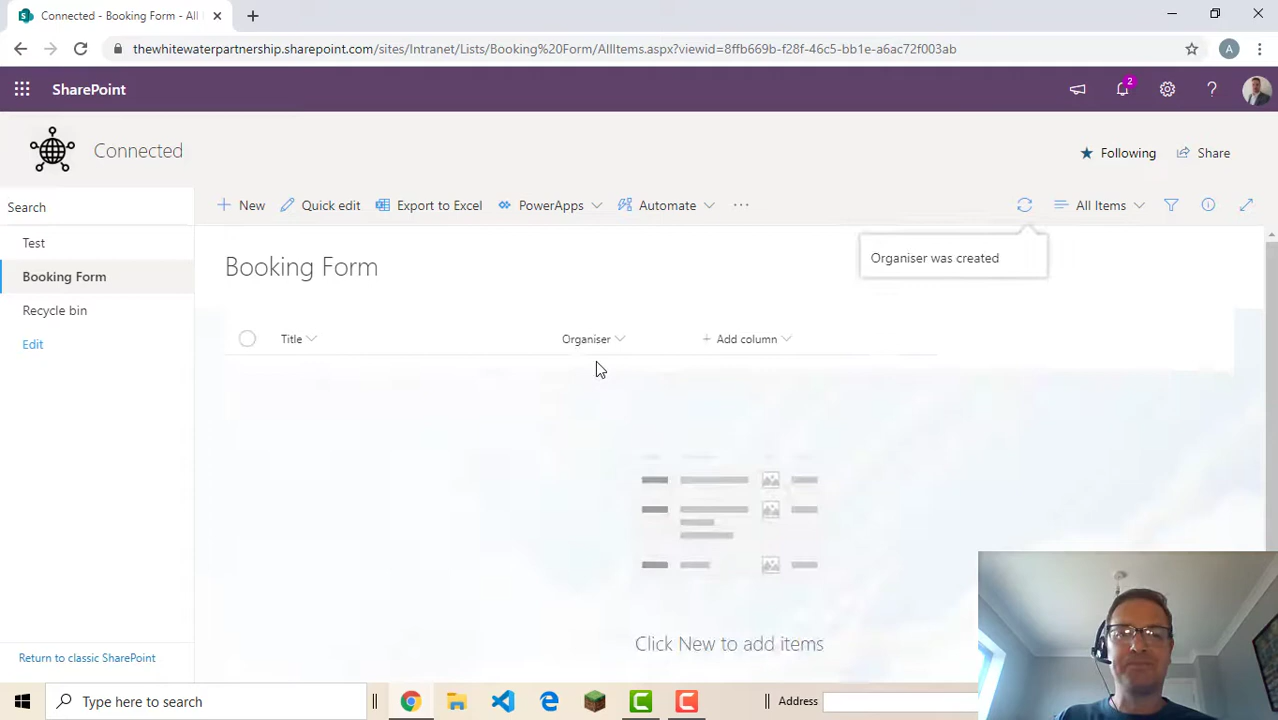 Connected - Booking Form - All
thewhitewaterpartnership.sharepoint.com/sites/Intranet/Lists/Booking%20Form/AllItems.aspx?viewid=8ffb669b-f28f-46c5-bb1e-a6ac72f003ab
A
SharePoint
2
Connected
Following
Share
Search
New
Quick edit
Export to Excel
PowerApps
Automate
All Items
Test
Booking Form
Recycle bin
Edit
Booking Form
Organiser was created
Title
Organiser
Add column
Click New to add items
Return to classic SharePoint
Type here to search
Address